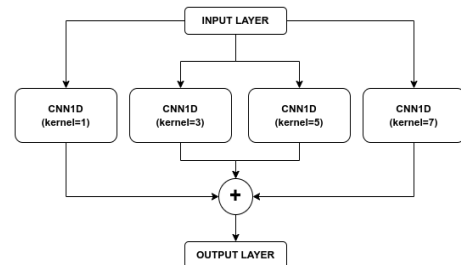 INPUT LAYER
CNN1D
(kernel=1)
CNN1D
(kernel=3)
CNN1D
(kernel=5)
CNN1D
(kernel=7)
+
OUTPUT LAYER